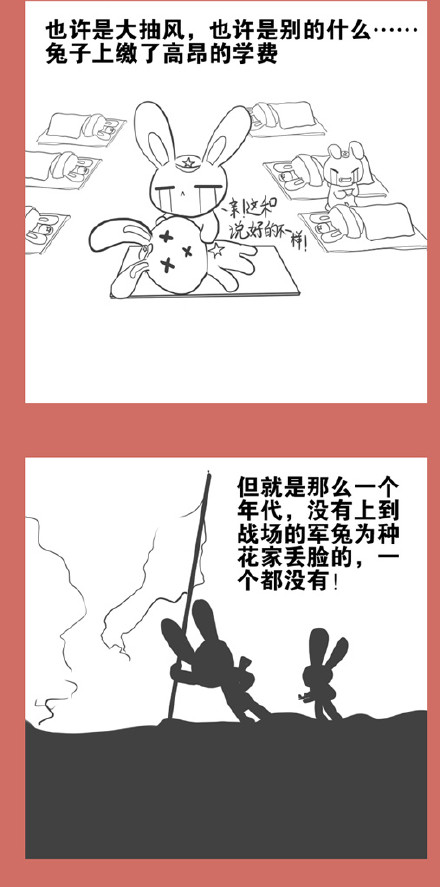 也许是大抽风，也许是别的什么……
兔子上缴了高昂的学费
亲！这和
说好的不一样！
但就是那么一个
年代，没有上到
战场的军兔为种
花家丢脸的，一
个都没有！